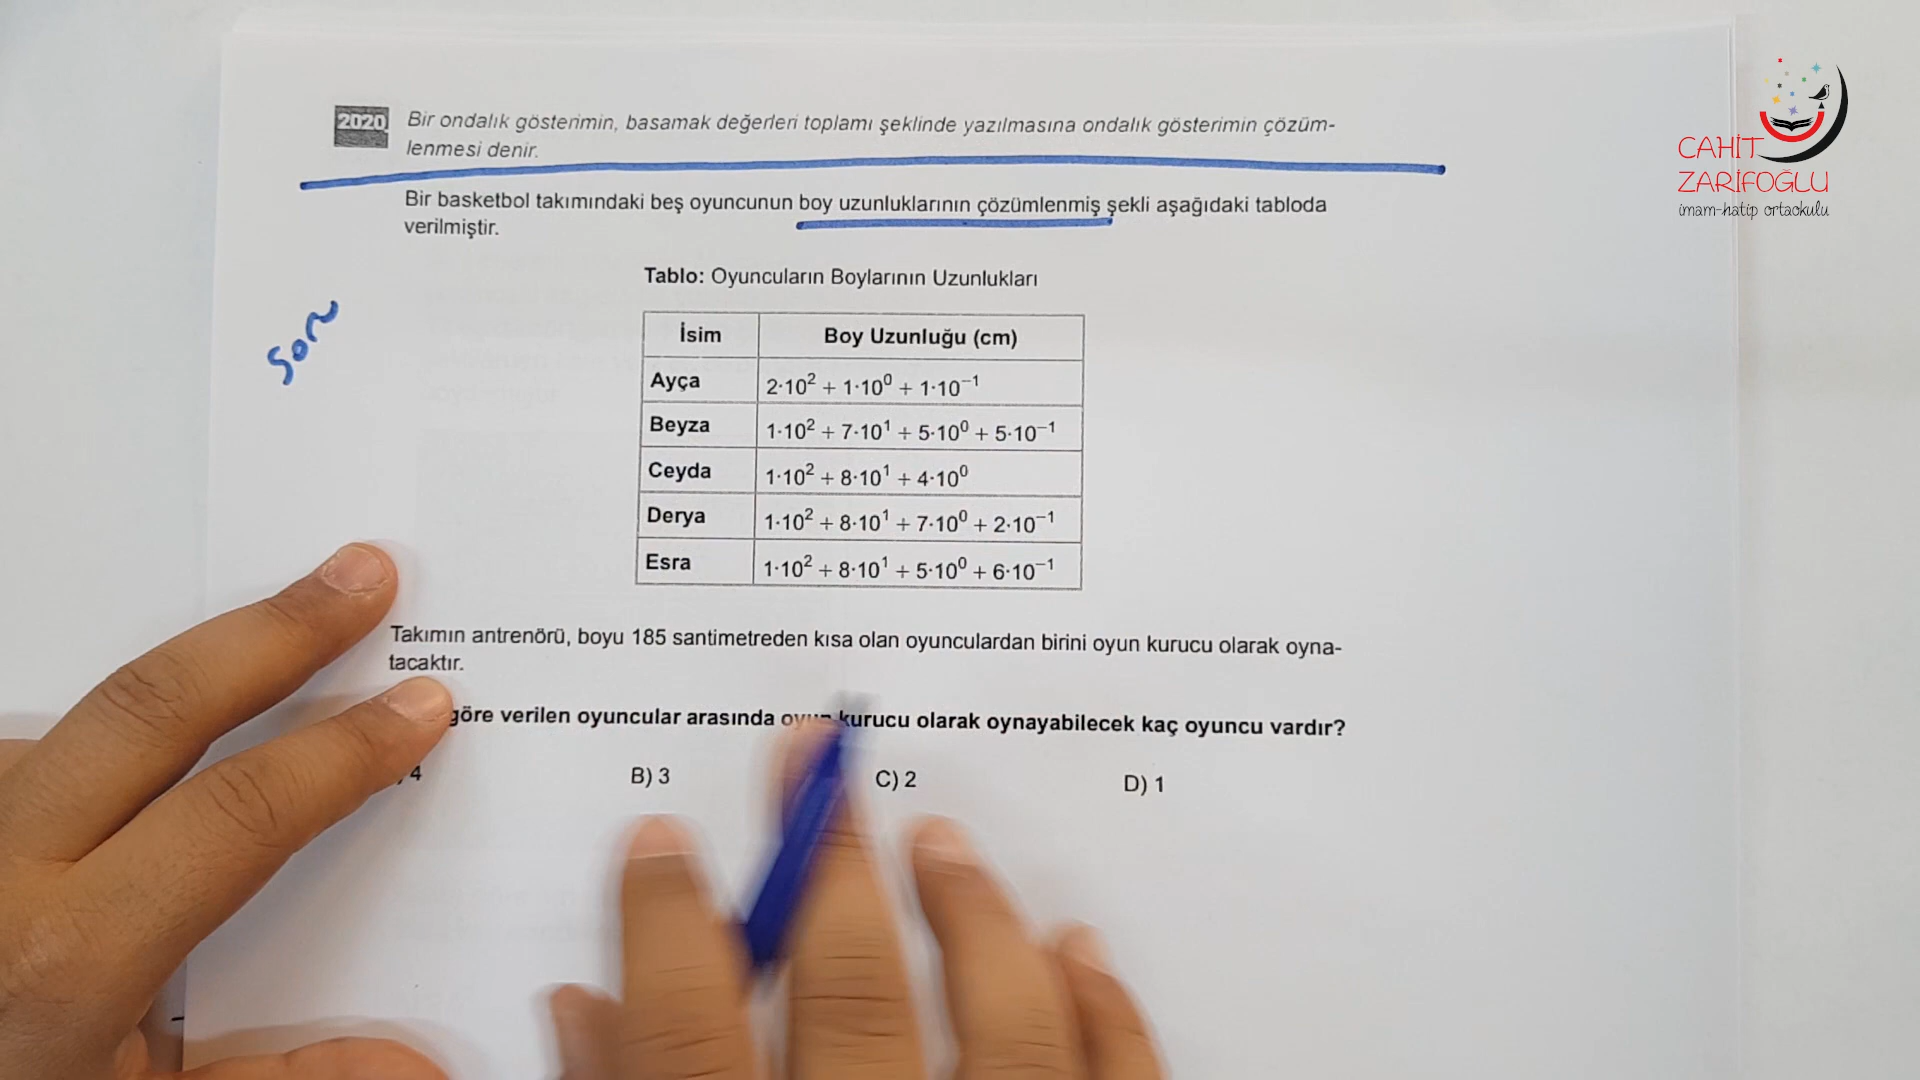 2020 Bir ondalık gösterimin, basamak değerleri toplamı şeklinde yazılmasına ondalık gösterimin çözüm-
lenmesi denir.
Bir basketbol takımındaki beş oyuncunun boy uzunluklarının çözümlenmiş şekli aşağıdaki tabloda
verilmiştir.
Tablo: Oyuncuların Boylarının Uzunlukları
İsim Boy Uzunluğu (cm)
Ayça 2·10² + 1·10⁰ + 1·10⁻¹
Beyza 1·10² + 7·10¹ + 5·10⁰ + 5·10⁻¹
Ceyda 1·10² + 8·10¹ + 4·10⁰
Derya 1·10² + 8·10¹ + 7·10⁰ + 2·10⁻¹
Esra 1·10² + 8·10¹ + 5·10⁰ + 6·10⁻¹
Takımın antrenörü, boyu 185 santimetreden kısa olan oyunculardan birini oyun kurucu olarak oyna-
tacaktır.
göre verilen oyuncular arasında oyun kurucu olarak oynayabilecek kaç oyuncu vardır?
4 B) 3 C) 2 D) 1
CAHİT
ZARİFOĞLU
imam-hatip ortaokulu